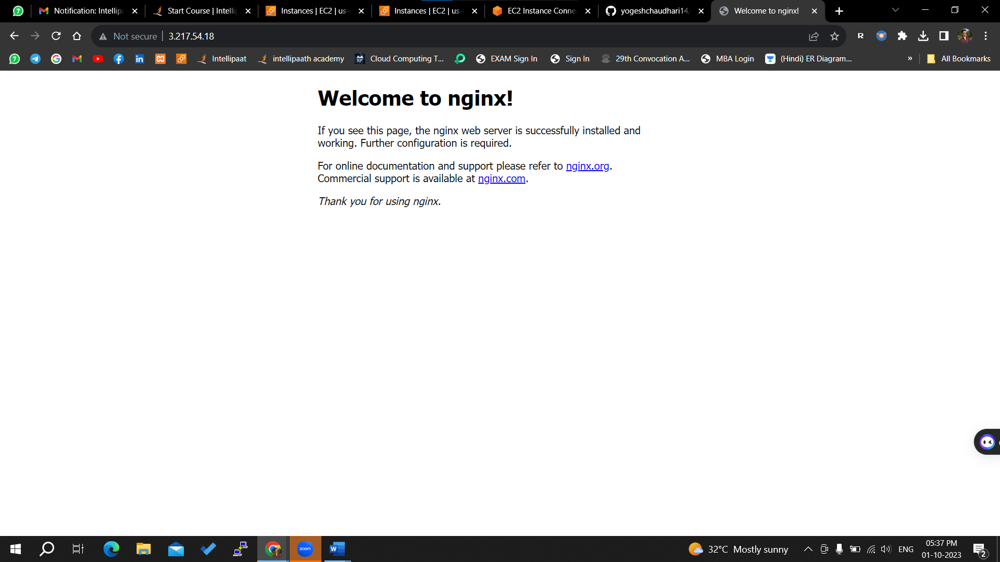 Notification: Intellip
Start Course | Intelli
Instances | EC2 | us-
Instances | EC2 | us-
EC2 Instance Conne
yogeshchaudhari14
Welcome to nginx!
Not secure
3.217.54.18
Intellipaat
intellipaath academy
Cloud Computing T...
EXAM Sign In
Sign In
29th Convocation A...
MBA Login
(Hindi) ER Diagram...
»
All Bookmarks
Welcome to nginx!
If you see this page, the nginx web server is successfully installed and
working. Further configuration is required.
For online documentation and support please refer to nginx.org.
Commercial support is available at nginx.com.
Thank you for using nginx.
zoom
32°C Mostly sunny
ENG
05:37 PM
01-10-2023
2